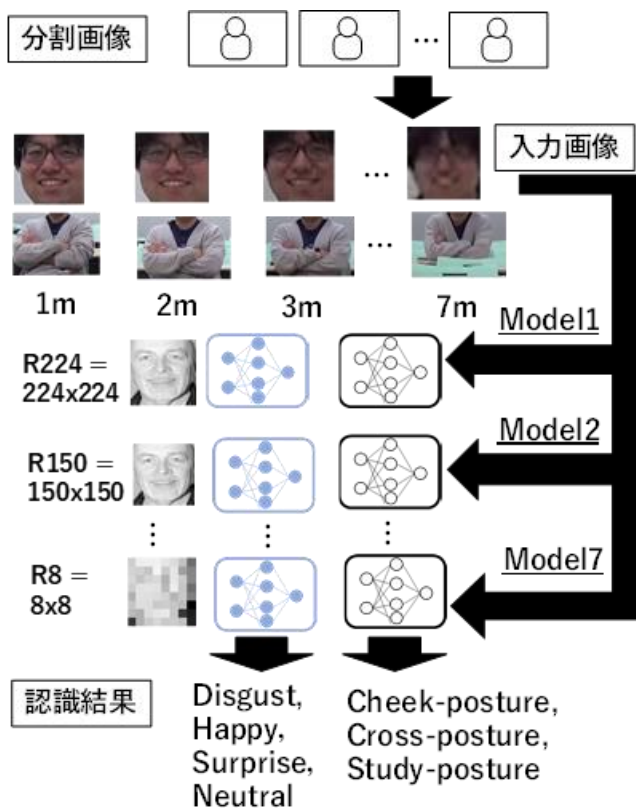 分割画像
...
入力画像
...
...
1m 2m 3m 7m
Model1
R224 =
224x224
Model2
R150 =
150x150
⋮ ⋮ ⋮
Model7
R8 =
8x8
認識結果
Disgust,
Happy,
Surprise,
Neutral
Cheek-posture,
Cross-posture,
Study-posture